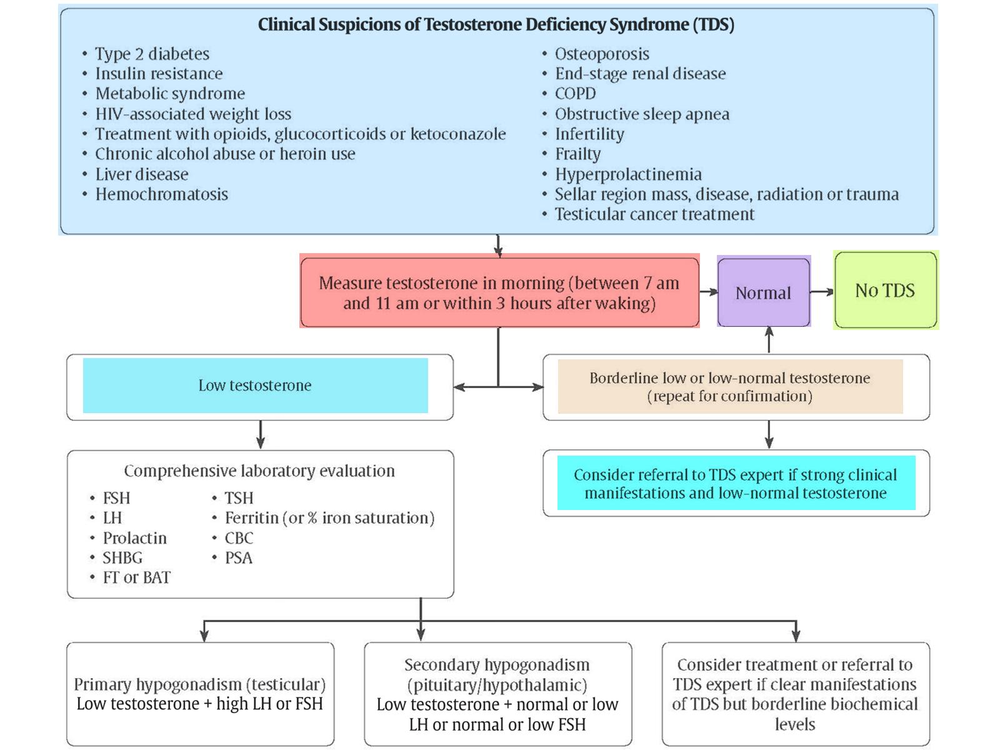 Clinical Suspicions of Testosterone Deficiency Syndrome (TDS)
• Type 2 diabetes
• Insulin resistance
• Metabolic syndrome
• HIV-associated weight loss
• Treatment with opioids, glucocorticoids or ketoconazole
• Chronic alcohol abuse or heroin use
• Liver disease
• Hemochromatosis
• Osteoporosis
• End-stage renal disease
• COPD
• Obstructive sleep apnea
• Infertility
• Frailty
• Hyperprolactinemia
• Sellar region mass, disease, radiation or trauma
• Testicular cancer treatment
Measure testosterone in morning (between 7 am
and 11 am or within 3 hours after waking)
Normal
No TDS
Low testosterone
Borderline low or low-normal testosterone
(repeat for confirmation)
Consider referral to TDS expert if strong clinical
manifestations and low-normal testosterone
Comprehensive laboratory evaluation
• FSH
• LH
• Prolactin
• SHBG
• FT or BAT
• TSH
• Ferritin (or % iron saturation)
• CBC
• PSA
Primary hypogonadism (testicular)
Low testosterone + high LH or FSH
Secondary hypogonadism
(pituitary/hypothalamic)
Low testosterone + normal or low
LH or normal or low FSH
Consider treatment or referral to
TDS expert if clear manifestations
of TDS but borderline biochemical
levels